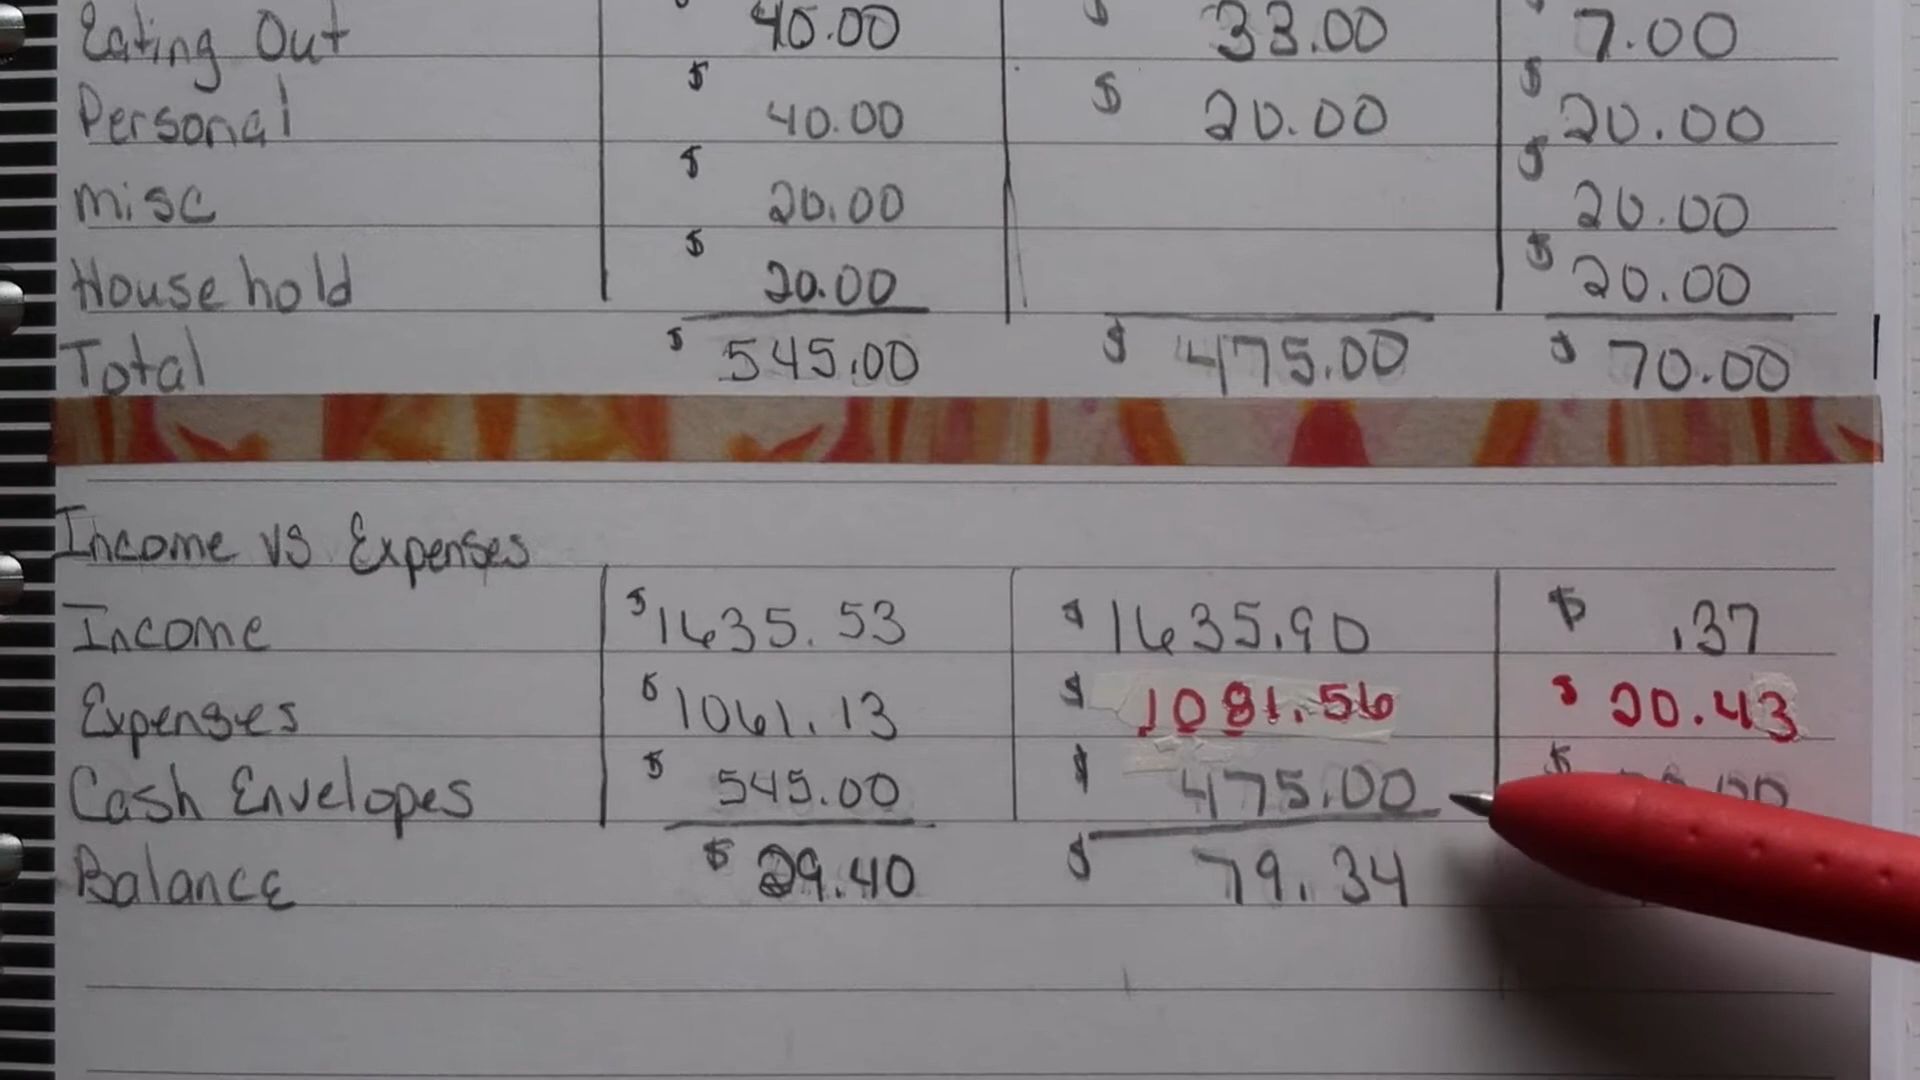 Eating Out $ 40.00 $ 33.00 $ 7.00
Personal $ 40.00 $ 20.00 $ 20.00
misc $ 20.00 $ 20.00
Household $ 20.00 $ 20.00
Total $ 545.00 $ 475.00 $ 70.00
Income vs Expenses
Income $ 1635.53 $ 1635.90 $ .37
Expenses $ 1061.13 $ 1081.56 $ 20.43
Cash Envelopes $ 545.00 $ 475.00 $
Balance $ 29.40 $ 79.34